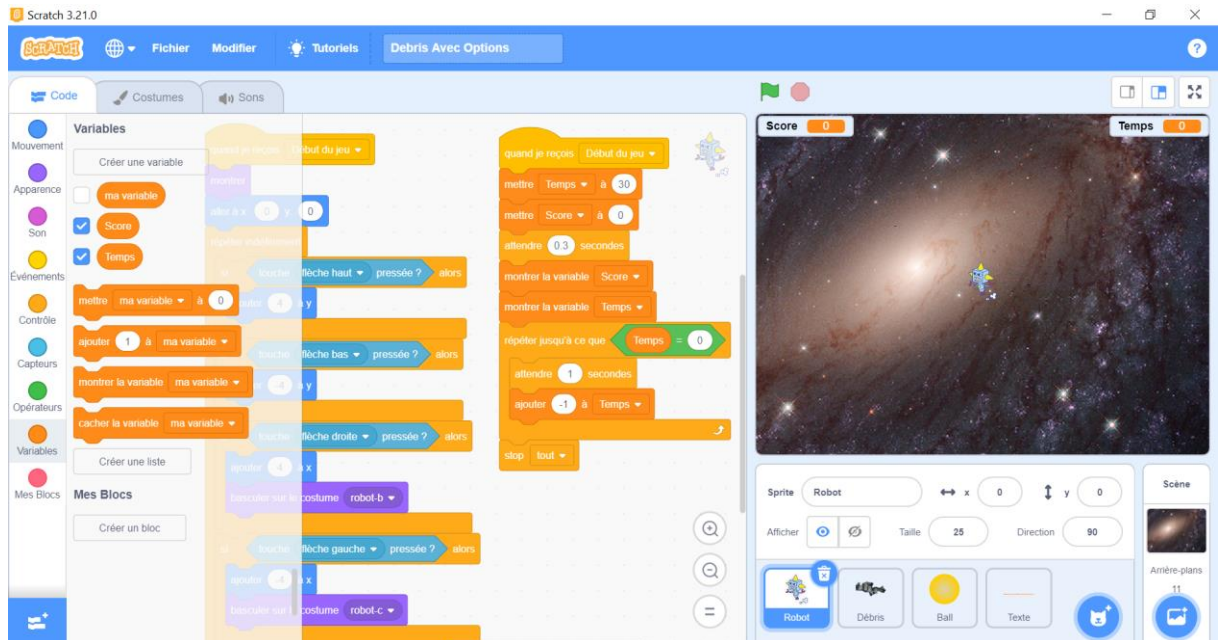 Scratch 3.21.0
SCRATCH
Fichier
Modifier
Tutoriels
Debris Avec Options
?
Code
Costumes
Sons
Mouvement
Apparence
Son
Événements
Contrôle
Capteurs
Opérateurs
Variables
Mes Blocs
Variables
Créer une variable
ma variable
Score
Temps
mettre ma variable à 0
ajouter 1 à ma variable
montrer la variable ma variable
cacher la variable ma variable
Créer une liste
Mes Blocs
Créer un bloc
quand je reçois Début du jeu
montrer
aller à x: 0 y: 0
répéter indéfiniment
si touche flèche haut pressée ? alors
ajouter 4 à y
touche flèche bas pressée ? alors
-4 à y
touche flèche droite pressée ? alors
ajouter 4 à x
basculer sur le costume robot-b
si touche flèche gauche pressée ? alors
ajouter -4 à x
basculer sur le costume robot-c
quand je reçois Début du jeu
mettre Temps à 30
mettre Score à 0
attendre 0.3 secondes
montrer la variable Score
montrer la variable Temps
répéter jusqu'à ce que Temps = 0
attendre 1 secondes
ajouter -1 à Temps
stop tout
Score 0
Temps 0
Sprite Robot x 0 y 0
Afficher Taille 25 Direction 90
Robot
Débris
Ball
Texte
Scène
Arrière-plans
11